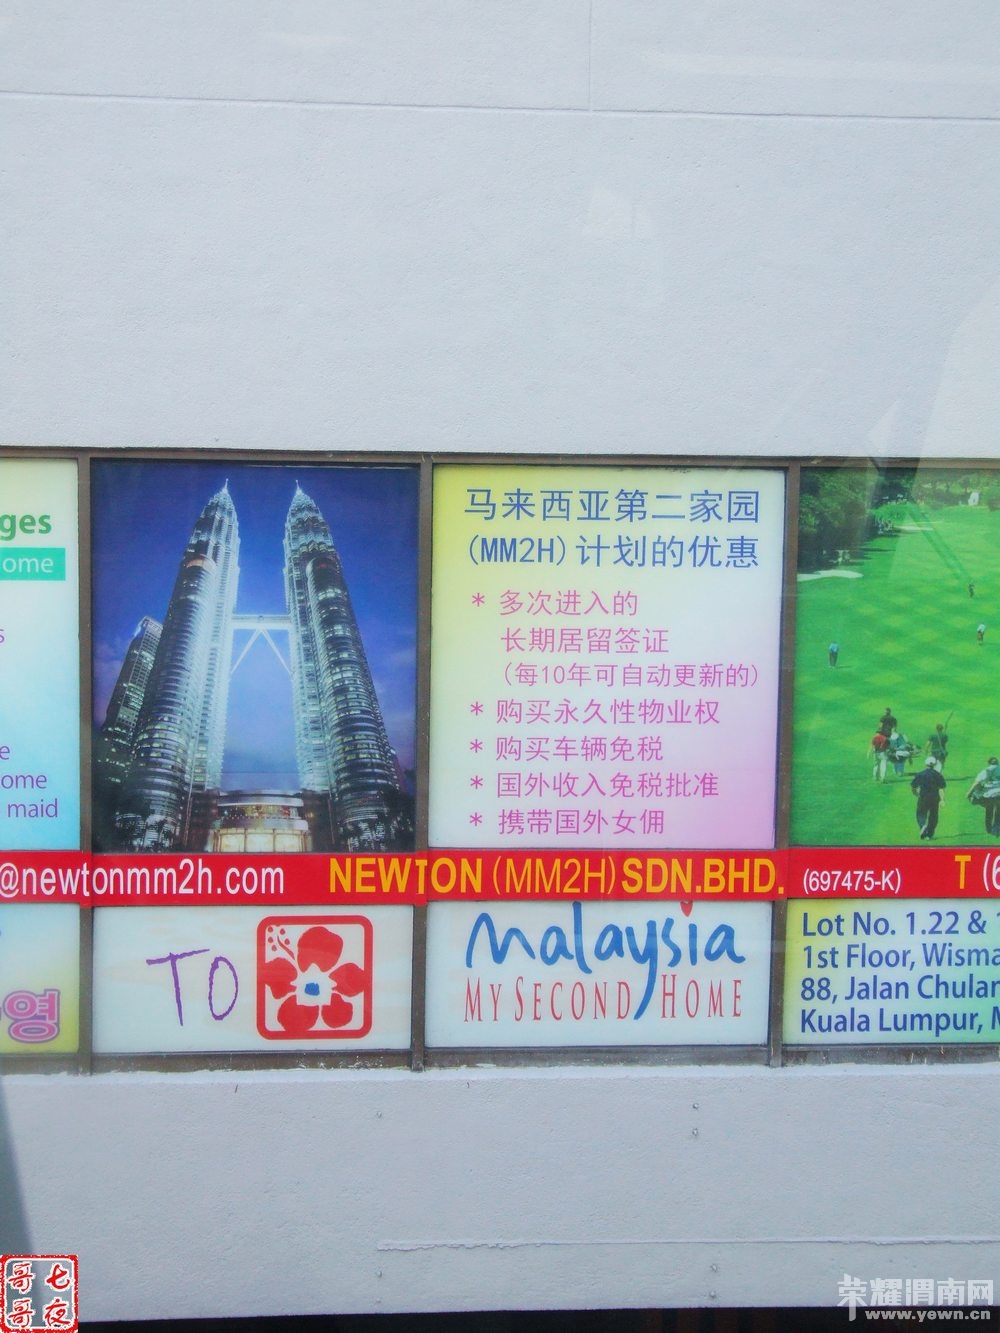 ges
ome
s
e
ome
maid
马来西亚第二家园
(MM2H)计划的优惠
* 多次进入的
长期居留签证
(每10年可自动更新的)
* 购买永久性物业权
* 购买车辆免税
* 国外收入免税批准
* 携带国外女佣
@newtonmm2h.com NEWTON (MM2H) SDN.BHD. (697475-K) T (6
영
TO
malaysia
MY SECOND HOME
Lot No. 1.22 & 1
1st Floor, Wisma
88, Jalan Chulan
Kuala Lumpur, M
七夜
哥哥
荣耀渭南网
www.yewn.cn